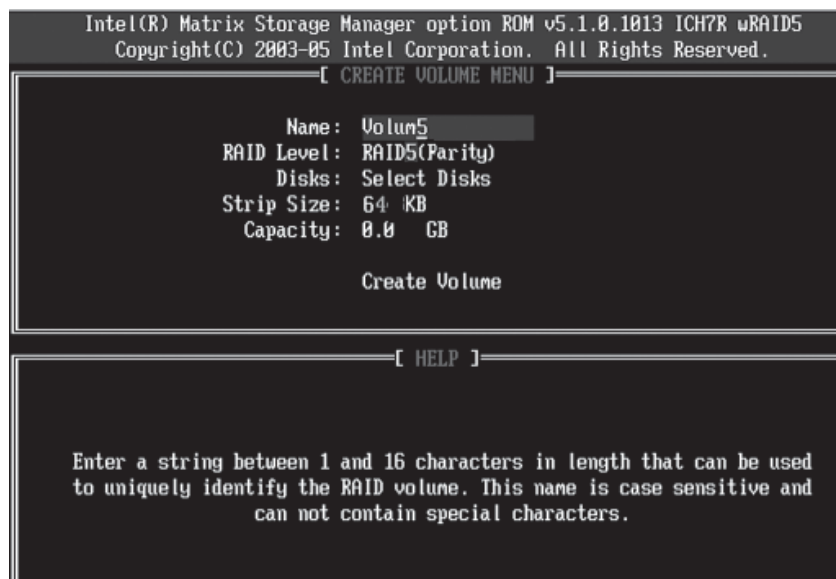 Intel(R) Matrix Storage Manager option ROM v5.1.0.1013 ICH7R wRAID5
Copyright(C) 2003-05 Intel Corporation. All Rights Reserved.
[ CREATE VOLUME MENU ]
Name: Volum5
RAID Level: RAID5(Parity)
Disks: Select Disks
Strip Size: 64 KB
Capacity: 0.0 GB
Create Volume
[ HELP ]
Enter a string between 1 and 16 characters in length that can be used
to uniquely identify the RAID volume. This name is case sensitive and
can not contain special characters.